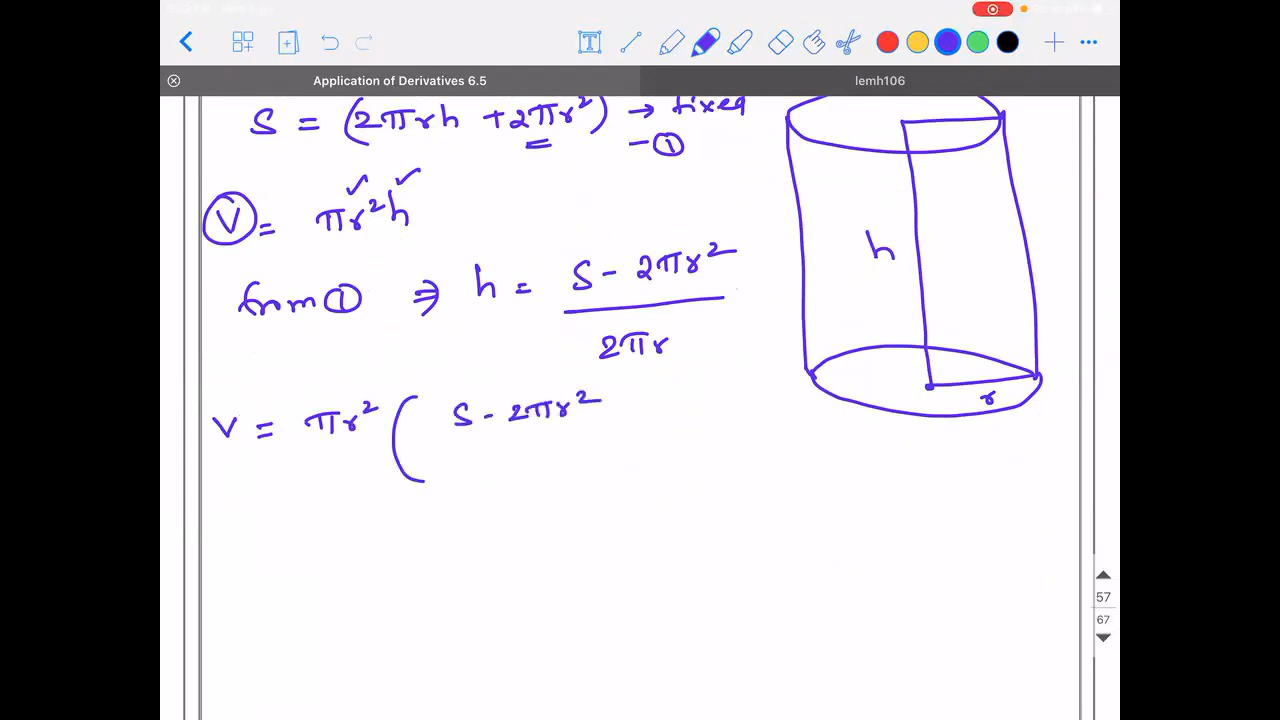 Application of Derivatives 6.5
lemh106
S = (2πrh + 2πr²) → fixed
- ①
V = πr²h
from ① ⇒ h = S - 2πr² / 2πr
V = πr² ( S - 2πr²
h
r
57
67